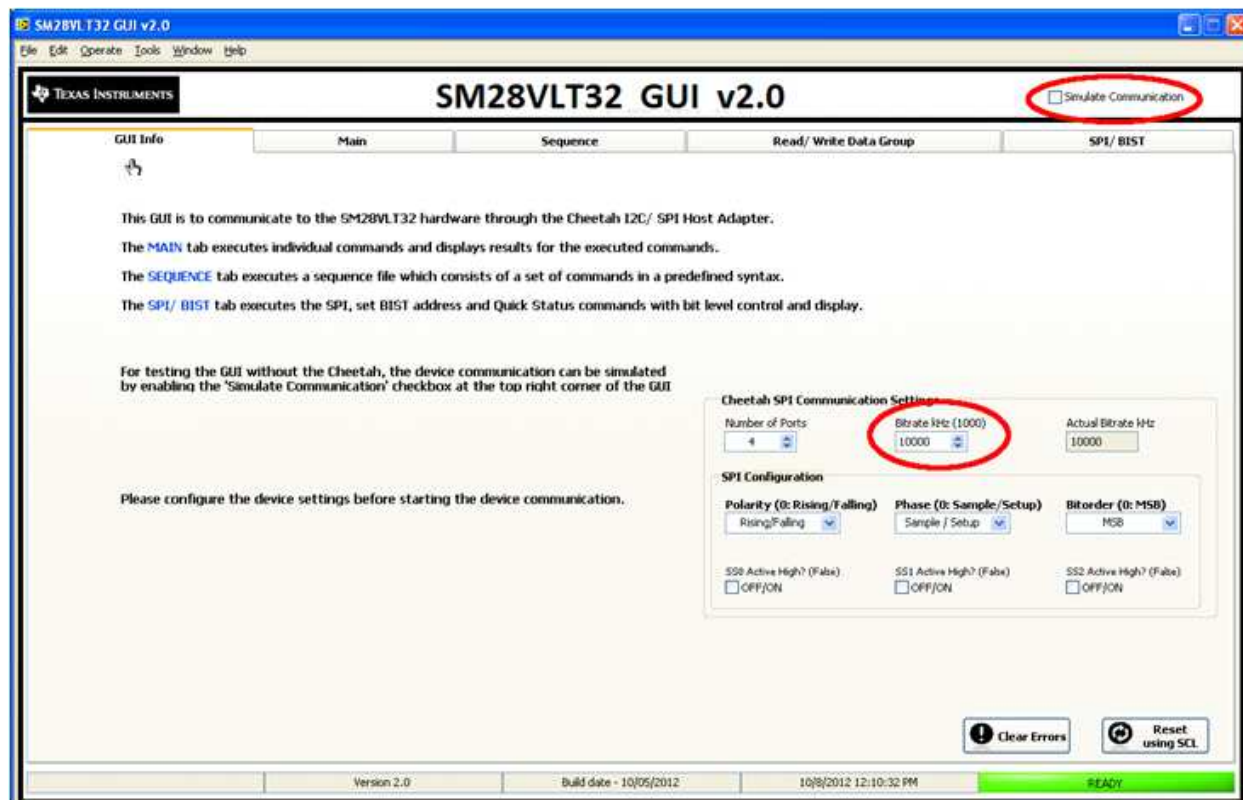 SM28VLT32 GUI v2.0
File Edit Operate Tools Window Help
TEXAS INSTRUMENTS
SM28VLT32 GUI v2.0
Simulate Communication
GUI Info Main Sequence Read/ Write Data Group SPI/ BIST
This GUI is to communicate to the SM28VLT32 hardware through the Cheetah I2C/ SPI Host Adapter.
The MAIN tab executes individual commands and displays results for the executed commands.
The SEQUENCE tab executes a sequence file which consists of a set of commands in a predefined syntax.
The SPI/ BIST tab executes the SPI, set BIST address and Quick Status commands with bit level control and display.
For testing the GUI without the Cheetah, the device communication can be simulated
by enabling the 'Simulate Communication' checkbox at the top right corner of the GUI
Cheetah SPI Communication Settings
Number of Ports Bitrate kHz (1000) Actual Bitrate kHz
4 10000 10000
SPI Configuration
Please configure the device settings before starting the device communication.
Polarity (0: Rising/Falling) Phase (0: Sample/Setup) Bitorder (0: MSB)
Rising/Falling Sample / Setup MSB
SS0 Active High? (False) SS1 Active High? (False) SS2 Active High? (False)
OFF/ON OFF/ON OFF/ON
Clear Errors
Reset
using SCL
Version 2.0 Build date - 10/05/2012 10/8/2012 12:10:32 PM READY